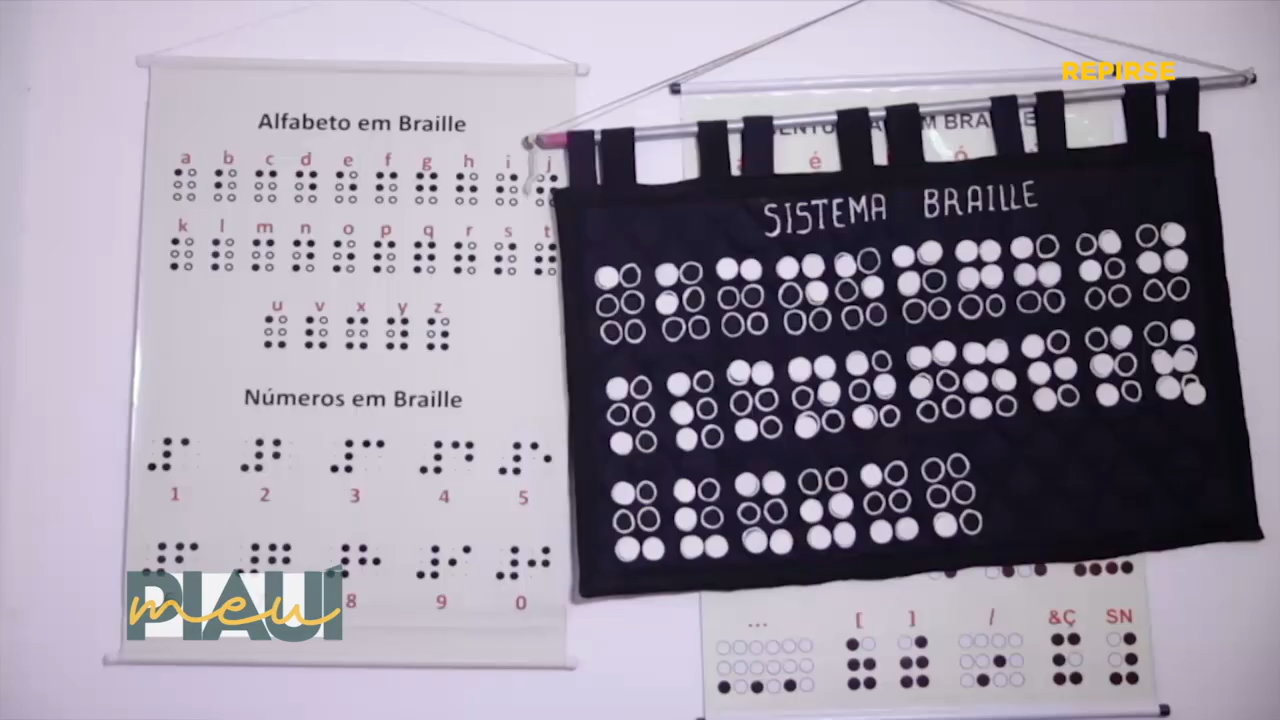 REPIRSE
Alfabeto em Braille
a b c d e f g h i j
k l m n o p q r s t
u v x y z
Números em Braille
1 2 3 4 5
8 9 0
é ó
SISTEMA BRAILLE
... [ ] / &Ç SN
meu PIAUÍ